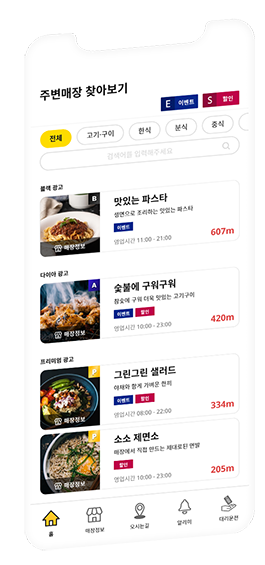 주변매장 찾아보기
E 이벤트 S 할인
전체 고기·구이 한식 분식 중식
검색어를 입력해주세요
블랙 광고
B
맛있는 파스타
생면으로 조리하는 맛있는 파스타
이벤트
매장정보
영업시간 11:00 - 21:00
607m
다이아 광고
A
숯불에 구워구워
참숯에 구워 더욱 맛있는 고기구이
이벤트 할인
매장정보
영업시간 10:00 - 23:00
420m
프리미엄 광고
P
그린그린 샐러드
야채와 함께 가벼운 한끼
이벤트 할인
매장정보
영업시간 08:00 - 22:00
334m
P
소소 제면소
매장에서 직접 만드는 제대로된 면발
할인
매장정보
영업시간 10:00 - 23:00
205m
홈 매장정보 오시는길 알리미 대리운전